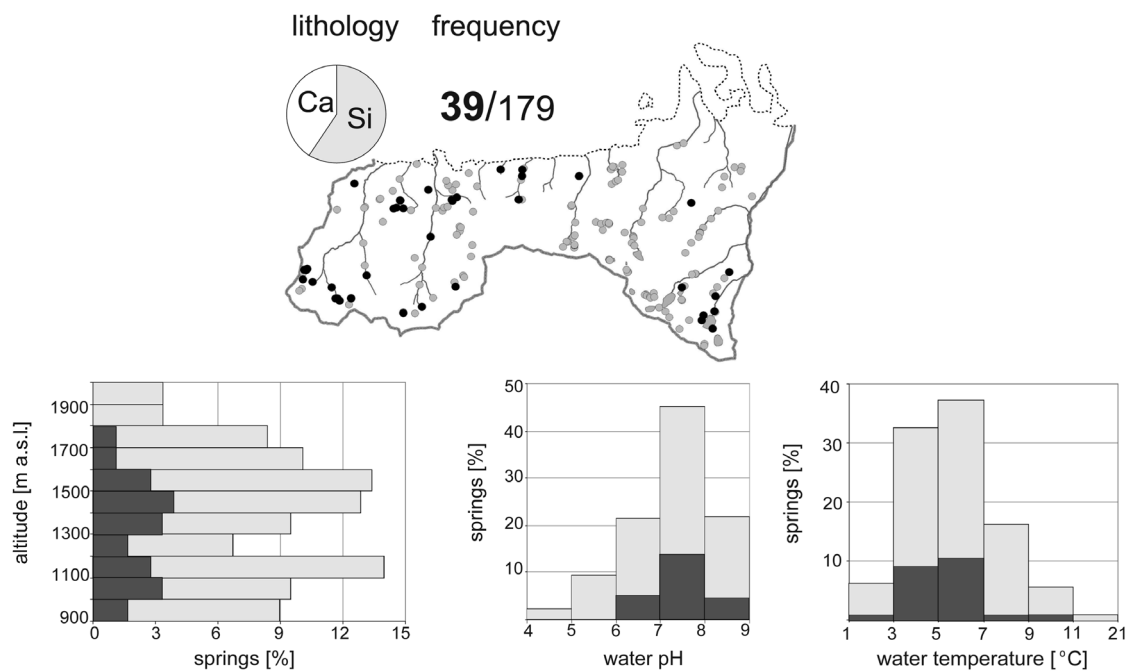 lithology frequency
Ca Si
39/179
altitude [m a.s.l.]
1900
1700
1500
1300
1100
900
0 3 6 9 12 15
springs [%]
springs [%]
50
40
30
20
10
4 5 6 7 8 9
water pH
springs [%]
40
30
20
10
1 3 5 7 9 11 21
water temperature [°C]